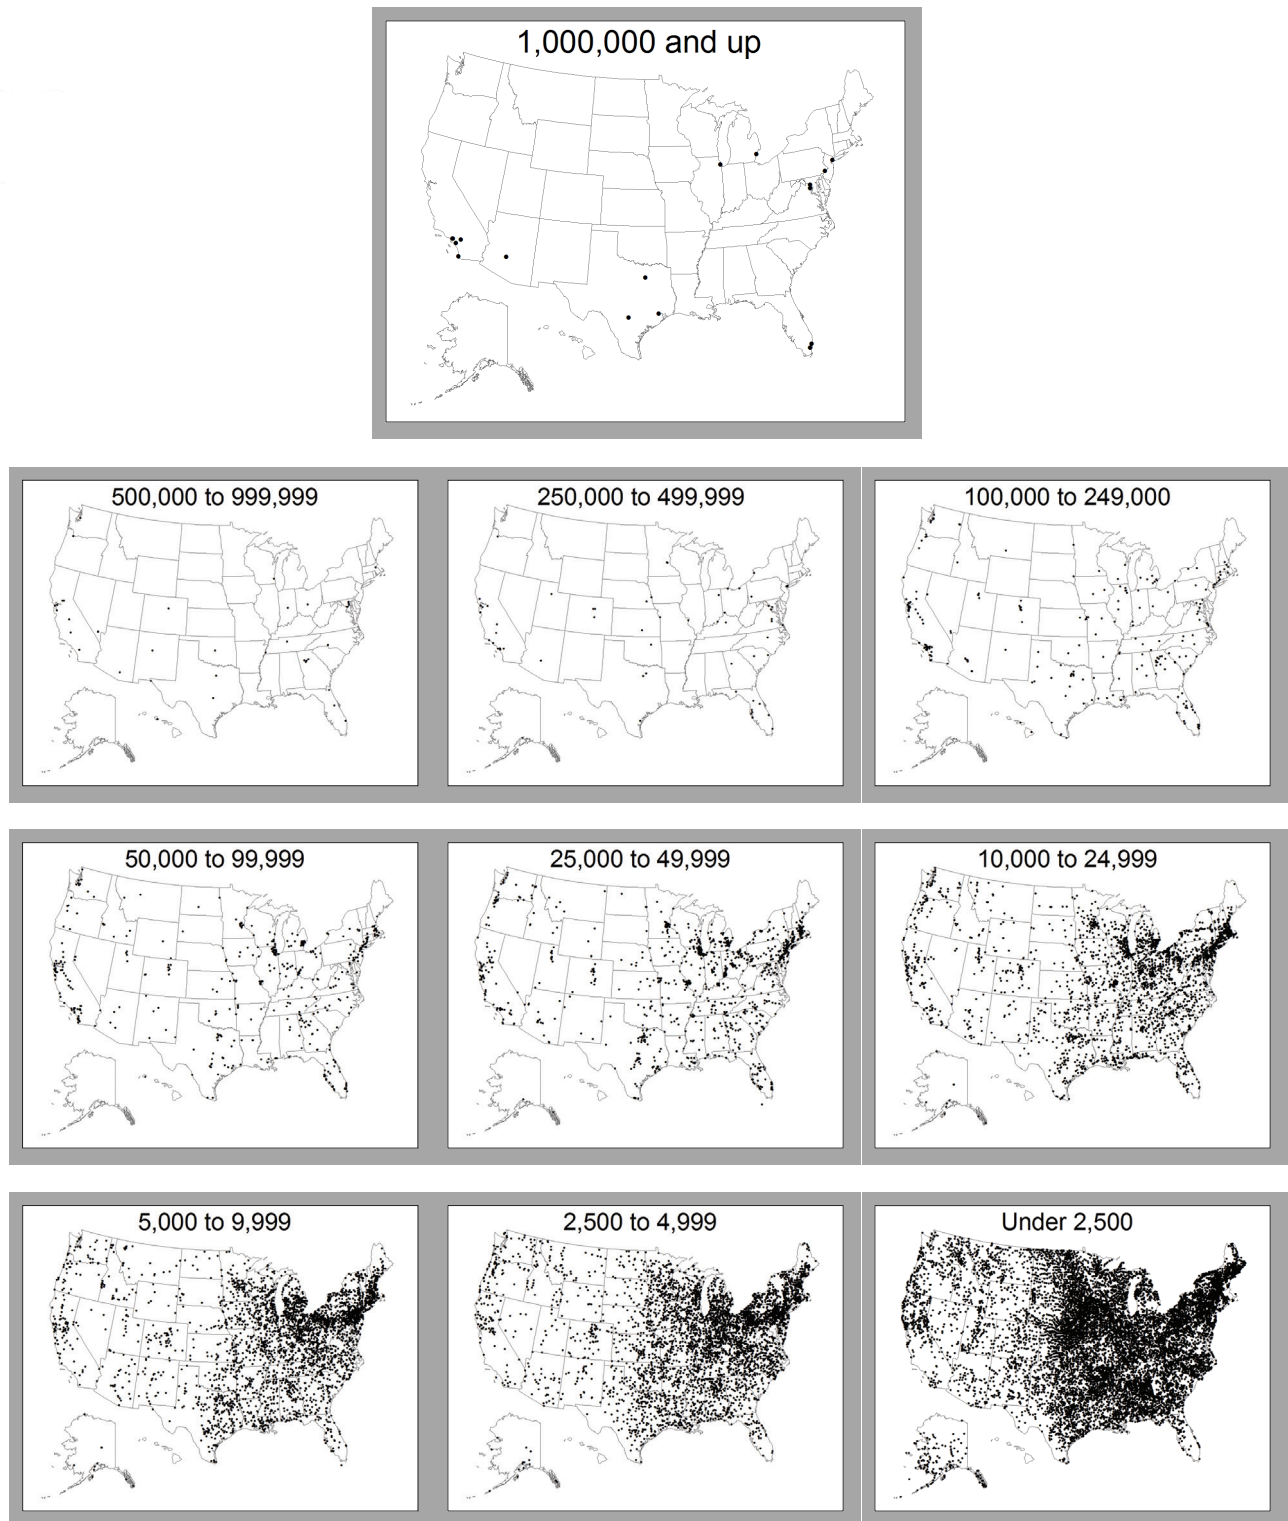 1,000,000 and up
500,000 to 999,999
250,000 to 499,999
100,000 to 249,000
50,000 to 99,999
25,000 to 49,999
10,000 to 24,999
5,000 to 9,999
2,500 to 4,999
Under 2,500